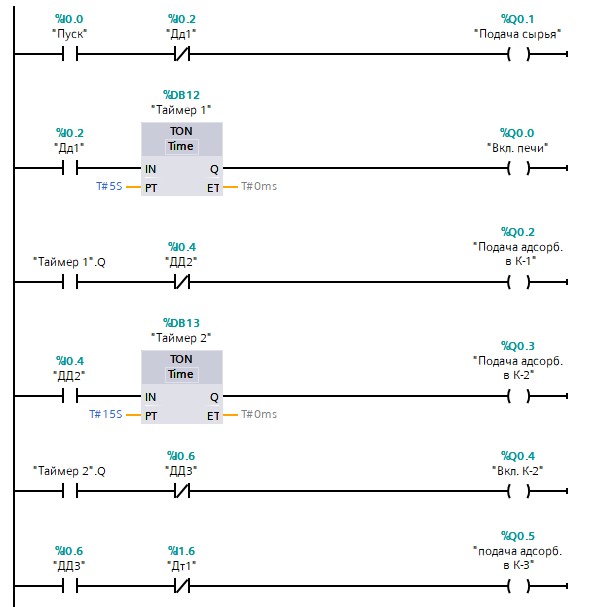 %I0.0 %I0.2 %Q0.1
"Пуск" "Дд1" "Подача сырья"
%DB12
"Таймер 1"
%I0.2 TON %Q0.0
"Дд1" Time "Вкл. печи"
IN Q
T#5S PT ET T#0ms
%Q0.2
%I0.4 "Подача адсорб.
"Таймер 1".Q "ДД2" в К-1"
%DB13
"Таймер 2" %Q0.3
%I0.4 TON "Подача адсорб.
"ДД2" Time в К-2"
IN Q
T#15S PT ET T#0ms
%I0.6 %Q0.4
"Таймер 2".Q "ДД3" "Вкл. К-2"
%Q0.5
%I0.6 %I1.6 "подача адсорб.
"ДД3" "Дт1" в К-3"